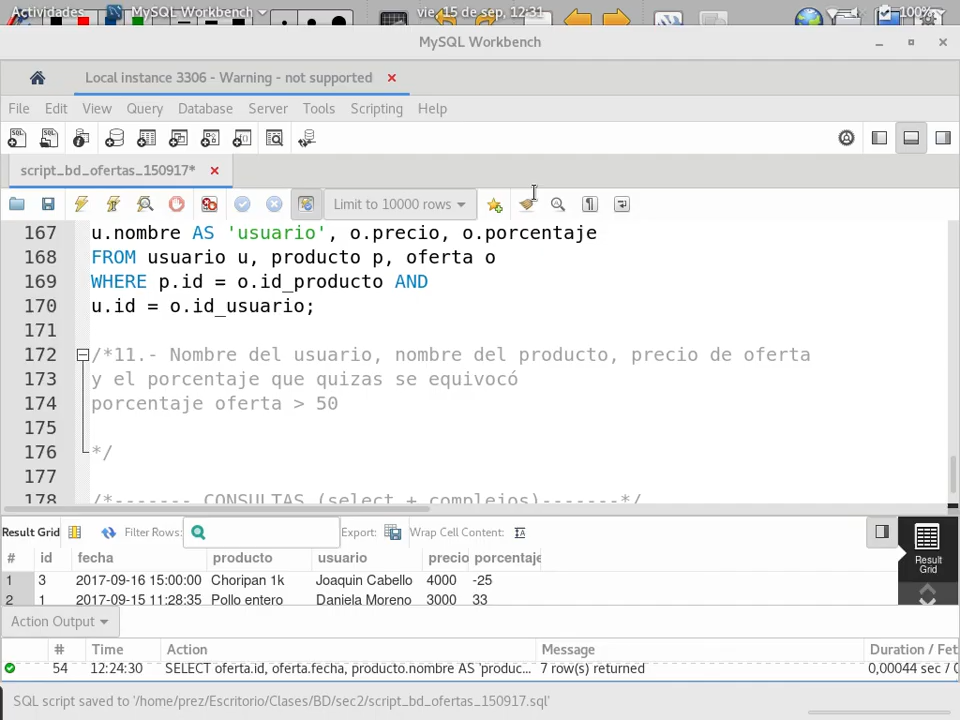 Actividades MySQL Workbench vie, 15 de sep, 12:31 100%
MySQL Workbench
Local instance 3306 - Warning - not supported
File Edit View Query Database Server Tools Scripting Help
script_bd_ofertas_150917*
Limit to 10000 rows
167 u.nombre AS 'usuario', o.precio, o.porcentaje
168 FROM usuario u, producto p, oferta o
169 WHERE p.id = o.id_producto AND
170 u.id = o.id_usuario;
171
172 /*11.- Nombre del usuario, nombre del producto, precio de oferta
173 y el porcentaje que quizas se equivocó
174 porcentaje oferta > 50
175
176 */
177
178 /*------- CONSULTAS (select + complejos)-------*/
Result Grid Filter Rows: Export: Wrap Cell Content:
# id fecha producto usuario precio porcentaje
1 3 2017-09-16 15:00:00 Choripan 1k Joaquin Cabello 4000 -25
2 1 2017-09-15 11:28:35 Pollo entero Daniela Moreno 3000 33
Result Grid
Action Output
# Time Action Message Duration / Fet
54 12:24:30 SELECT oferta.id, oferta.fecha, producto.nombre AS 'produc... 7 row(s) returned 0,00044 sec / 0
SQL script saved to '/home/prez/Escritorio/Clases/BD/sec2/script_bd_ofertas_150917.sql'